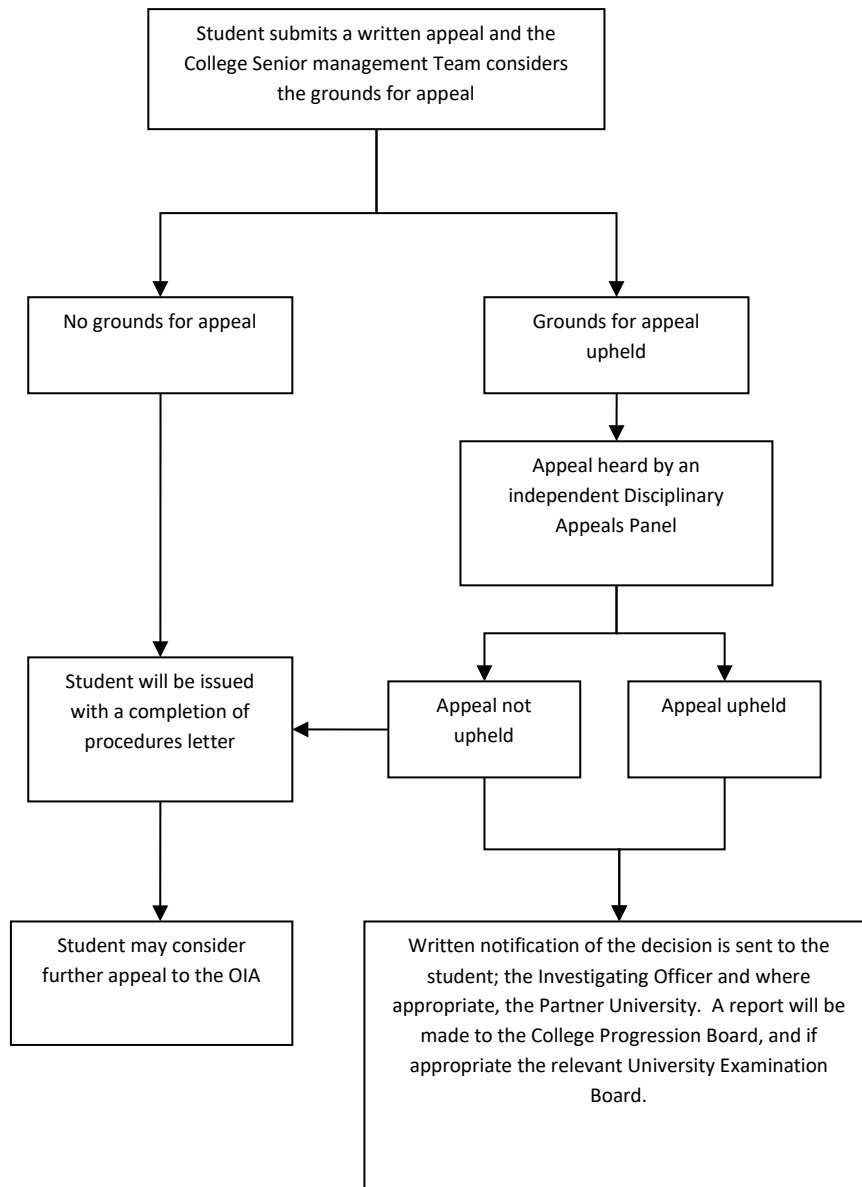 Student submits a written appeal and the
College Senior management Team considers
the grounds for appeal
No grounds for appeal
Grounds for appeal
upheld
Appeal heard by an
independent Disciplinary
Appeals Panel
Student will be issued
with a completion of
procedures letter
Appeal not
upheld
Appeal upheld
Student may consider
further appeal to the OIA
Written notification of the decision is sent to the
student; the Investigating Officer and where
appropriate, the Partner University.  A report will be
made to the College Progression Board, and if
appropriate the relevant University Examination
Board.